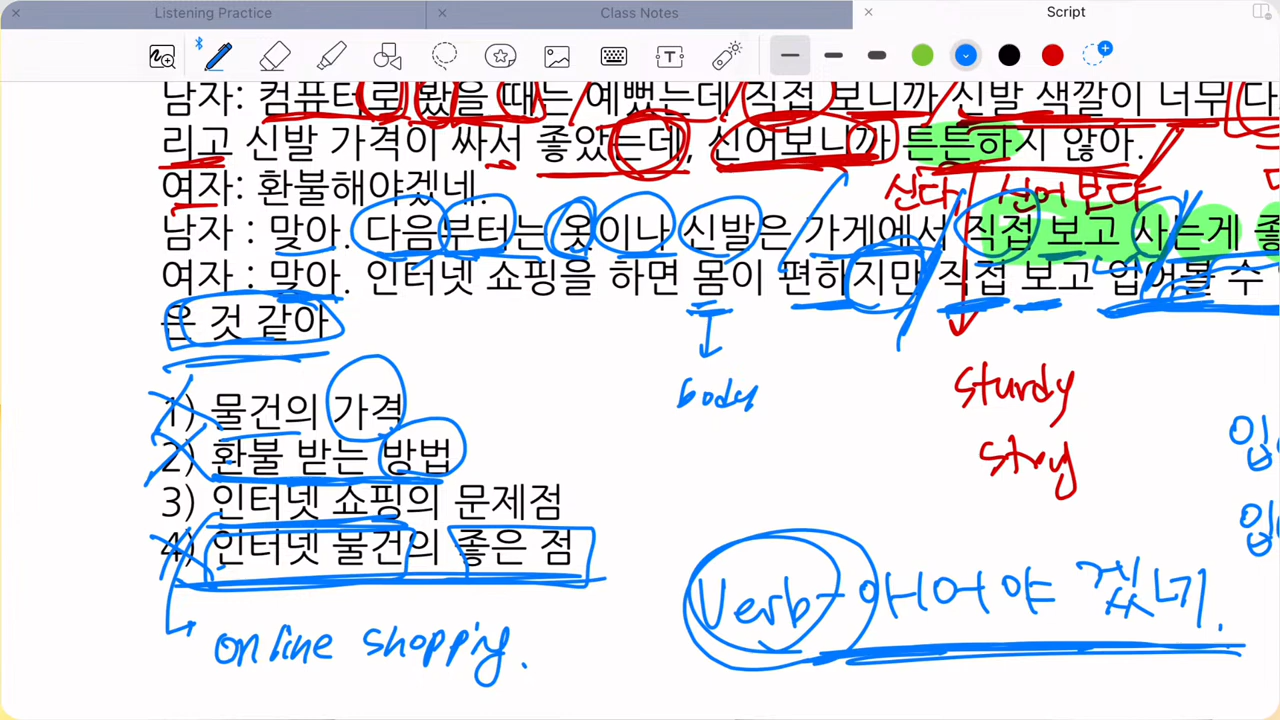 Listening Practice
Class Notes
Script
남자: 컴퓨터로 봤을 때는 예뻤는데 직접 보니까 신발 색깔이 너무 다
리고 신발 가격이 싸서 좋았는데, 신어보니까 튼튼하지 않아.
신다 신어 보다
여자: 환불해야겠네.
남자 : 맞아. 다음부터는 옷이나 신발은 가게에서 직접 보고 사는게 좋
여자 : 맞아. 인터넷 쇼핑을 하면 몸이 편하지만 직접 보고 입어볼 수
은 것 같아
body
sturdy
1) 물건의 가격
2) 환불 받는 방법
3) 인터넷 쇼핑의 문제점
4) 인터넷 물건의 좋은 점
Verb- 아/어야 겠네.
online shopping.